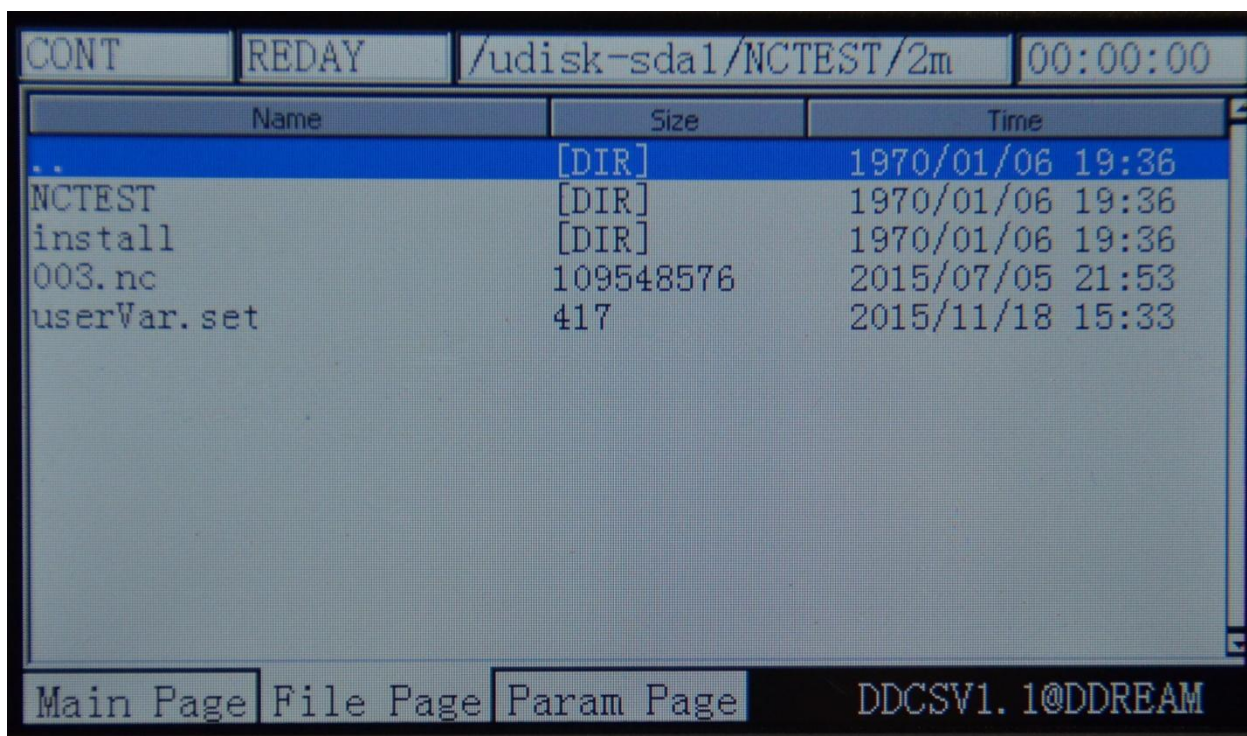 CONT REDAY /udisk-sda1/NCTEST/2m 00:00:00
Name Size Time
.. [DIR] 1970/01/06 19:36
NCTEST [DIR] 1970/01/06 19:36
install [DIR] 1970/01/06 19:36
003.nc 109548576 2015/07/05 21:53
userVar.set 417 2015/11/18 15:33
Main Page File Page Param Page DDCSV1.1@DDREAM